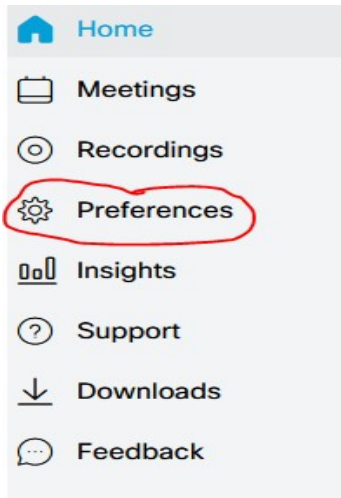 Home
Meetings
Recordings
Preferences
Insights
Support
Downloads
Feedback